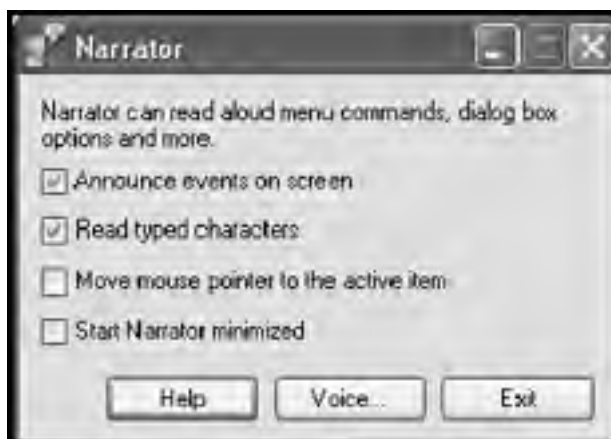 Narrator
Narrator can read aloud menu commands, dialog box
options and more.
Announce events on screen
Read typed characters
Move mouse pointer to the active item
Start Narrator minimized
Help
Voice...
Exit